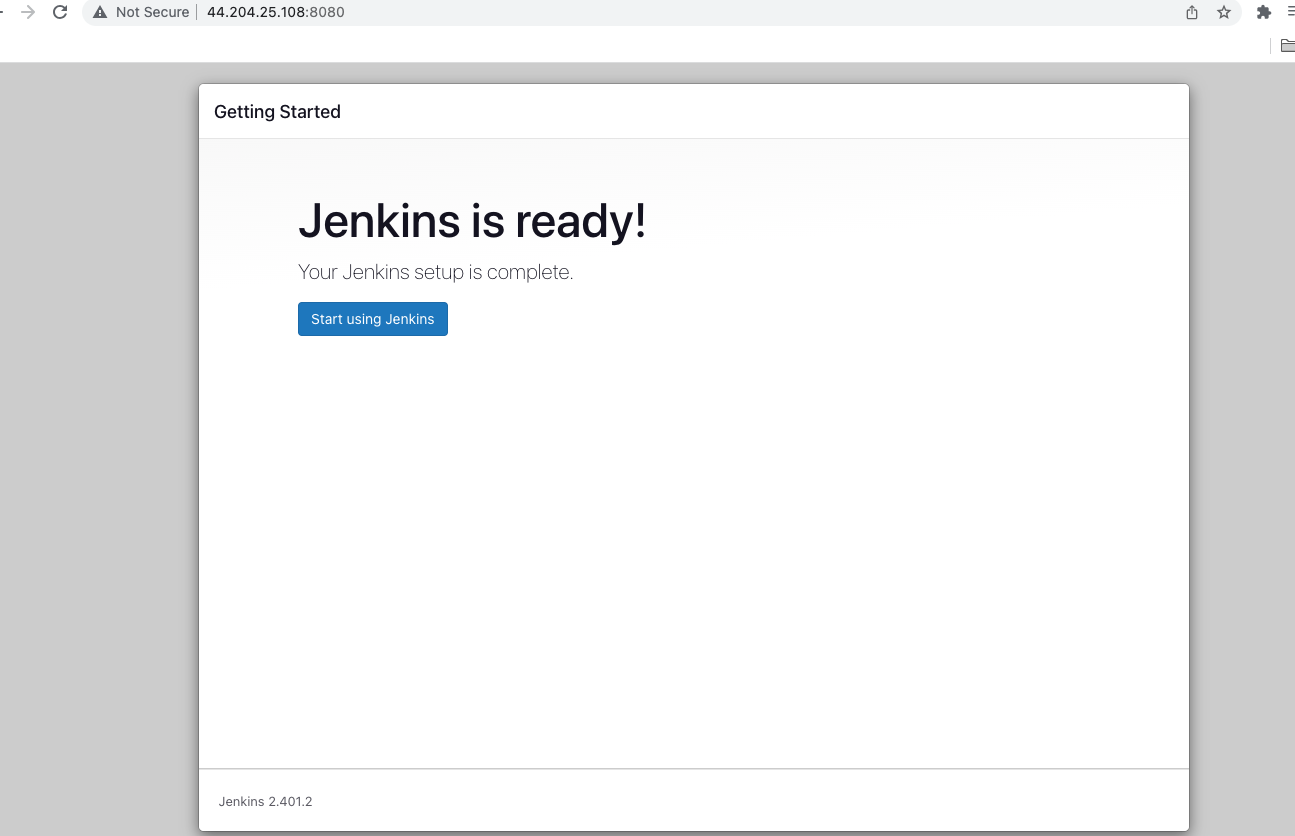 Not Secure 44.204.25.108:8080
Getting Started
Jenkins is ready!
Your Jenkins setup is complete.
Start using Jenkins
Jenkins 2.401.2